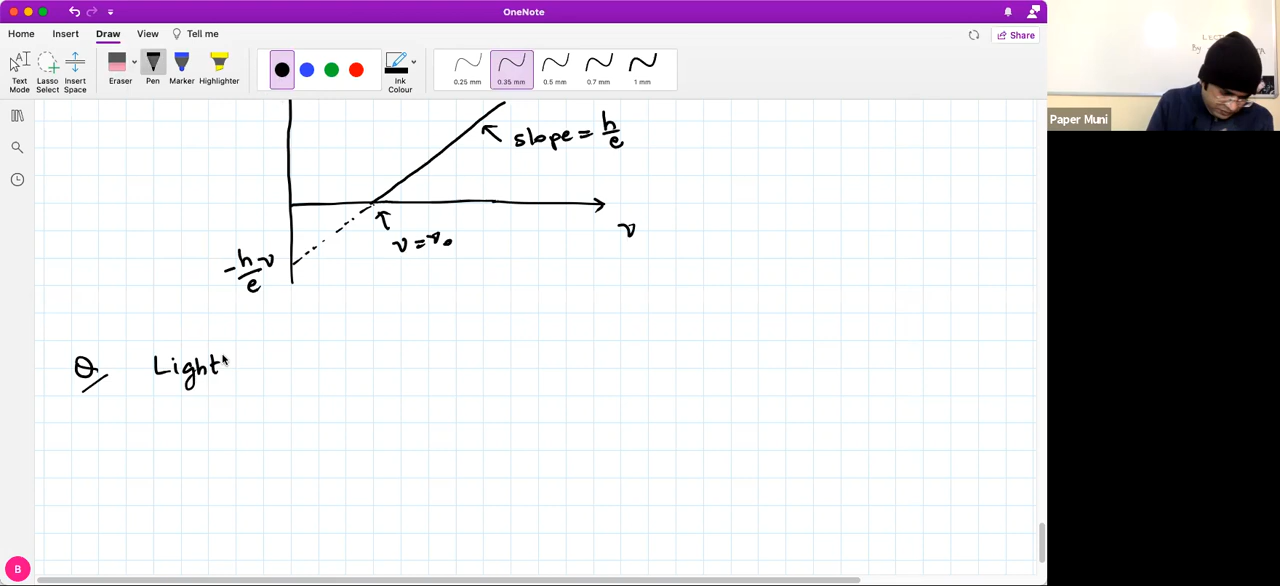 OneNote
Home Insert Draw View Tell me
Share
Text Mode
Lasso Select
Insert Space
Eraser
Pen
Marker
Highlighter
Ink Colour
0.25 mm
0.35 mm
0.5 mm
0.7 mm
1 mm
Paper Muni
slope = h/e
ν
ν = ν₀
-h/e ν
Q Light
B